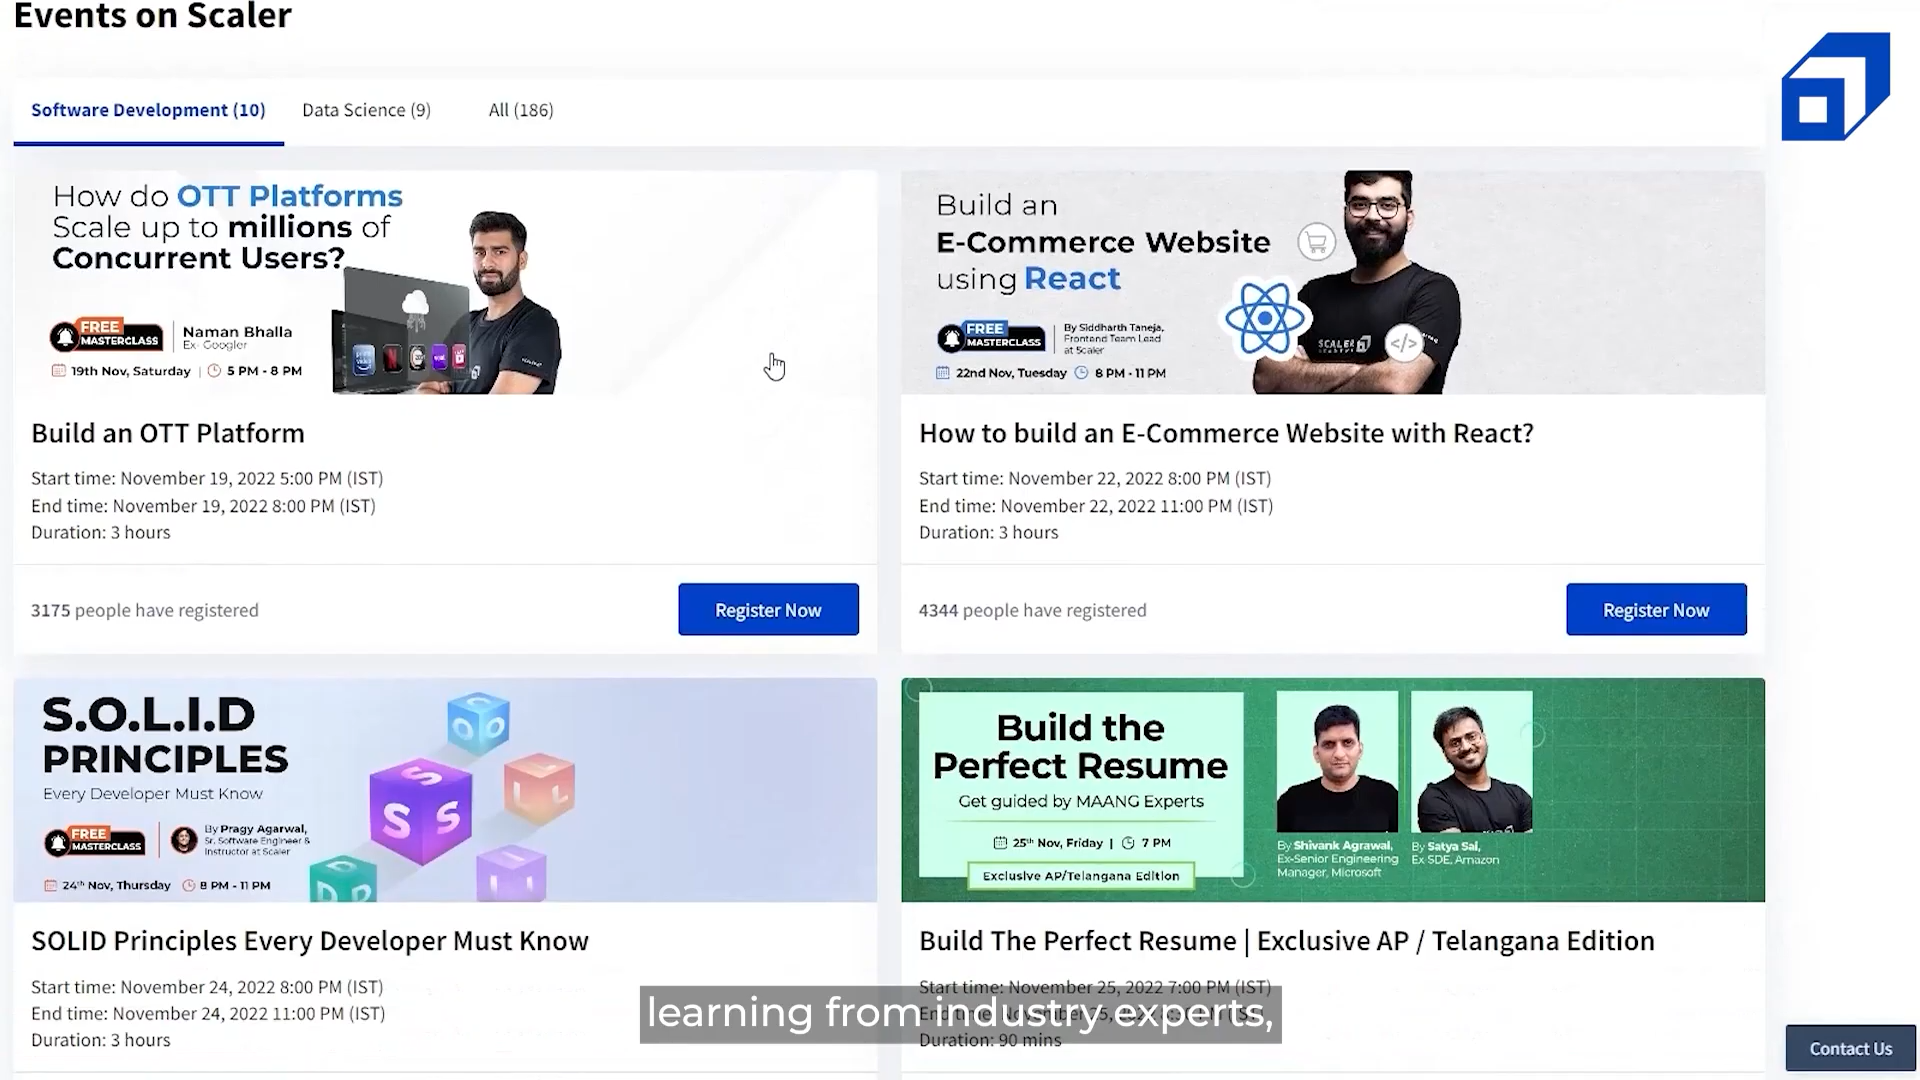 Events on Scaler
Software Development (10)
Data Science (9)
All (186)
How do OTT Platforms
Scale up to millions of
Concurrent Users?
FREE
MASTERCLASS
Naman Bhalla
Ex- Googler
19th Nov, Saturday | 5 PM - 8 PM
Build an OTT Platform
Start time: November 19, 2022 5:00 PM (IST)
End time: November 19, 2022 8:00 PM (IST)
Duration: 3 hours
3175 people have registered
Register Now
Build an
E-Commerce Website
using React
FREE
MASTERCLASS
By Siddharth Taneja,
Frontend Team Lead
at Scaler
22nd Nov, Tuesday 8 PM - 11 PM
SCALER
</>
How to build an E-Commerce Website with React?
Start time: November 22, 2022 8:00 PM (IST)
End time: November 22, 2022 11:00 PM (IST)
Duration: 3 hours
4344 people have registered
Register Now
S.O.L.I.D
PRINCIPLES
Every Developer Must Know
FREE
MASTERCLASS
By Pragy Agarwal,
Sr. Software Engineer &
Instructor at Scaler
24th Nov, Thursday 8 PM - 11 PM
O O
S S S
L L
I I
D D
SOLID Principles Every Developer Must Know
Start time: November 24, 2022 8:00 PM (IST)
End time: November 24, 2022 11:00 PM (IST)
Duration: 3 hours
Build the
Perfect Resume
Get guided by MAANG Experts
25th Nov, Friday | 7 PM
Exclusive AP/Telangana Edition
By Shivank Agrawal,
Ex-Senior Engineering
Manager, Microsoft
By Satya Sai,
Ex SDE, Amazon
Build The Perfect Resume | Exclusive AP / Telangana Edition
Start time: November 25, 2022 7:00 PM (IST)
learning from industry experts,
Duration: 90 mins
Contact Us